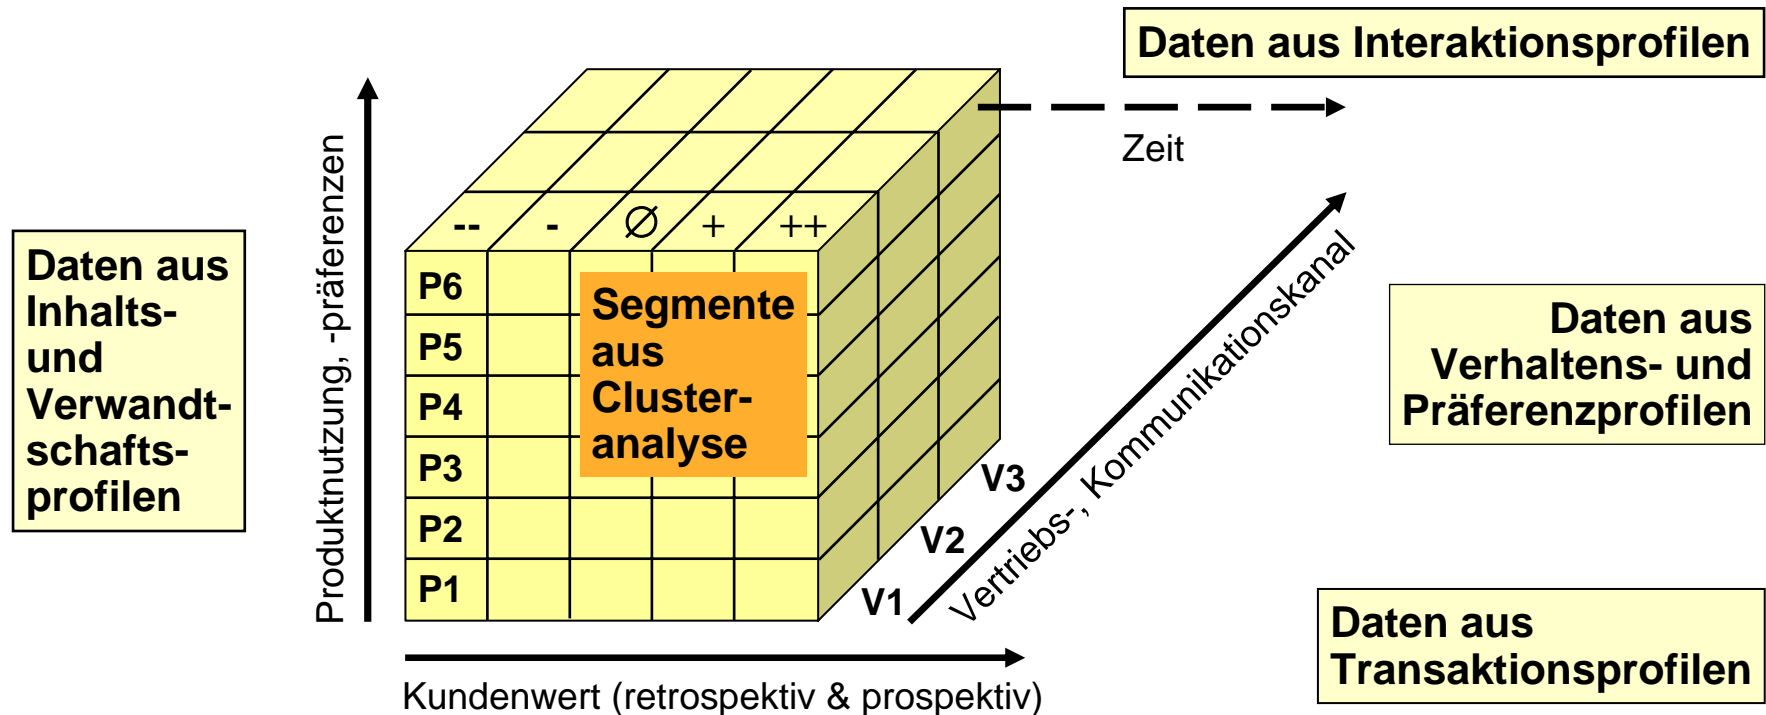 Daten aus Interaktionsprofilen
Zeit
Produktnutzung, -präferenzen
-- - Ø + ++
Daten aus
Inhalts-
und
Verwandt-
schafts-
profilen
P6
P5
P4
P3
P2
P1
Segmente
aus
Cluster-
analyse
V3
V2
V1
Vertriebs-, Kommunikationskanal
Daten aus
Verhaltens- und
Präferenzprofilen
Daten aus
Transaktionsprofilen
Kundenwert (retrospektiv & prospektiv)